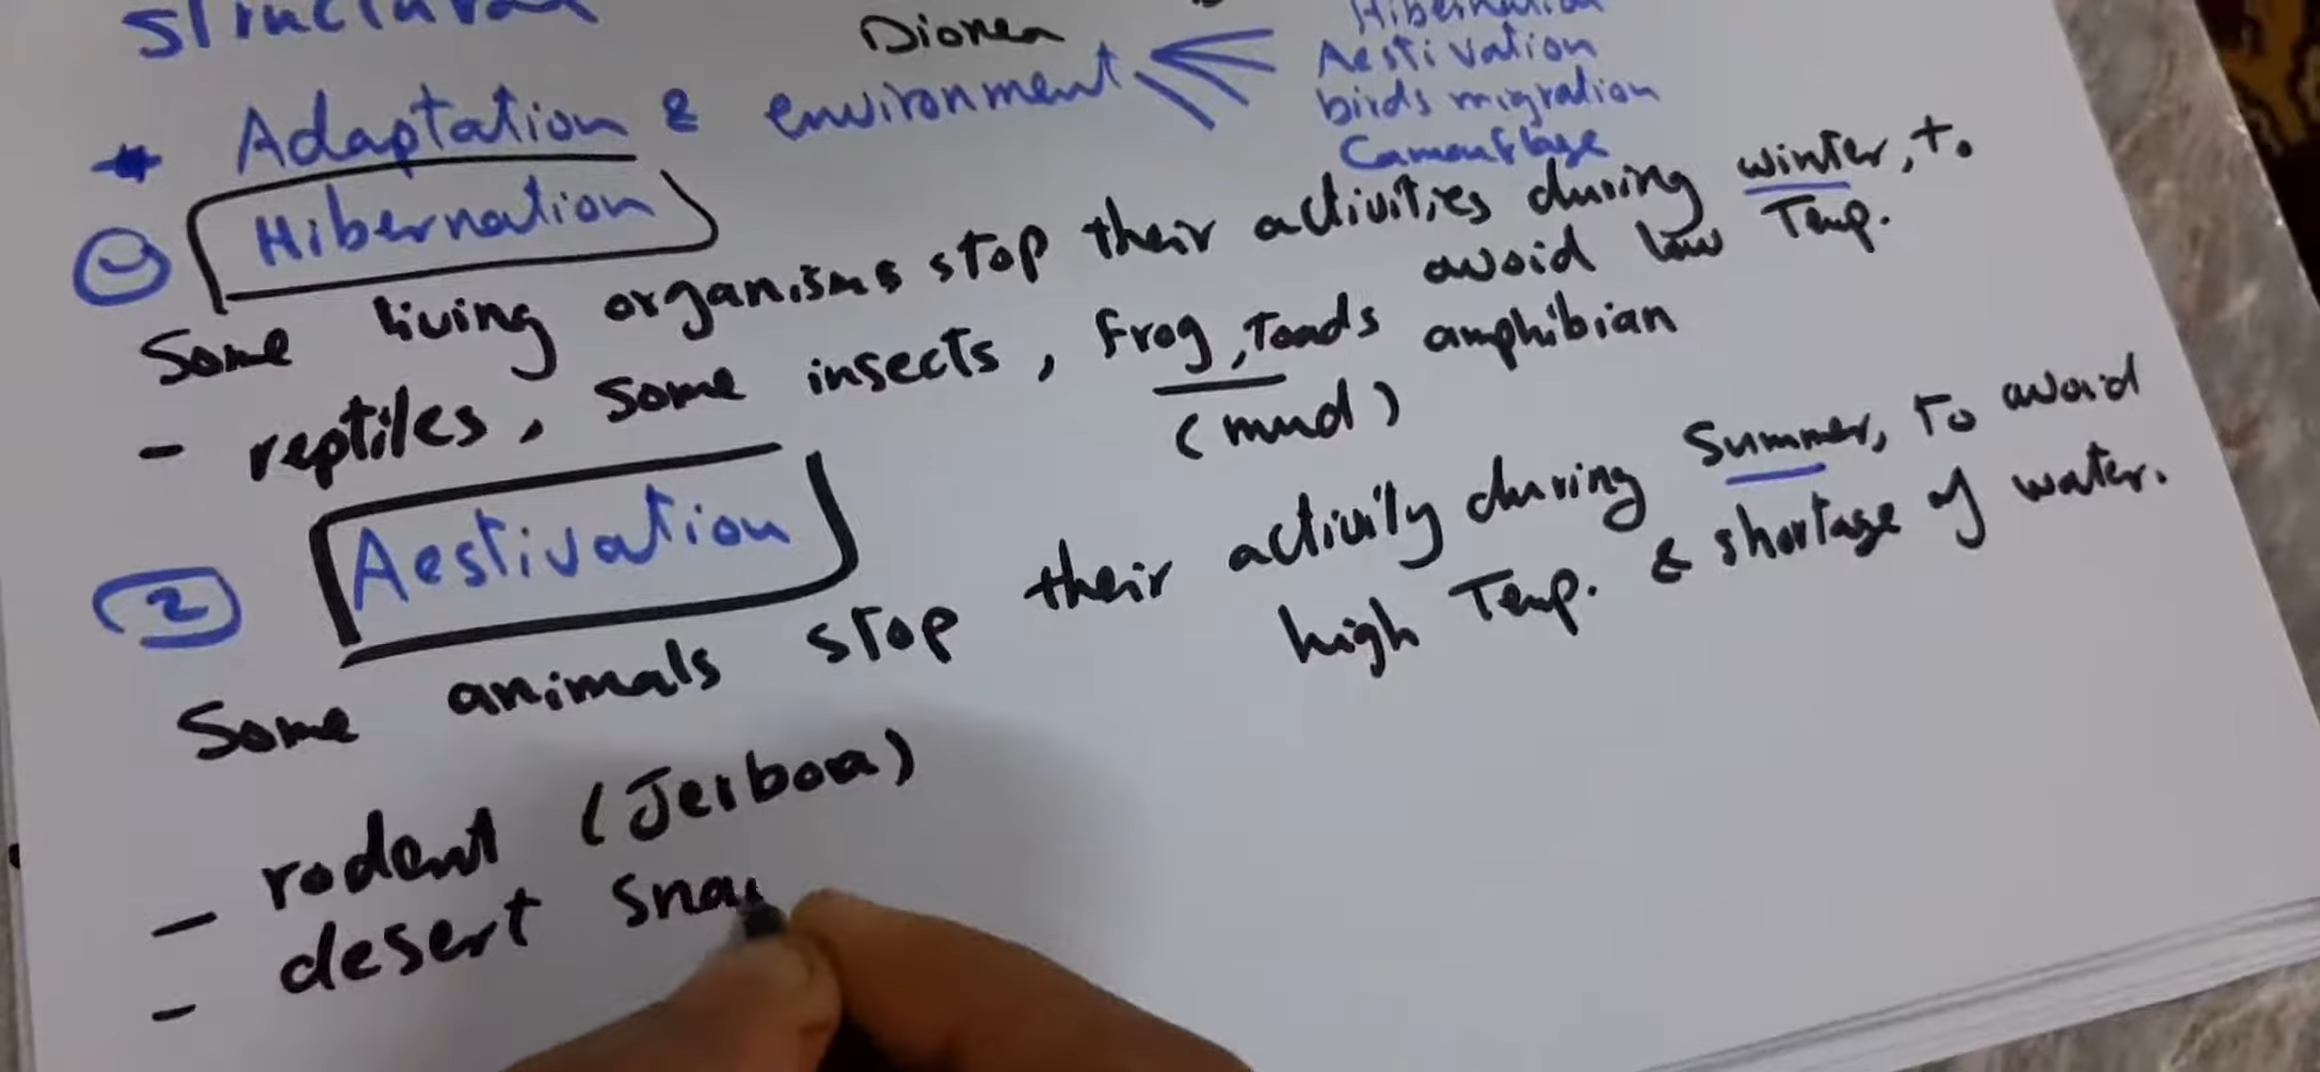 Structural
Dionea
Hibernation
* Adaptation & environment
Aestivation
birds migration
Camouflage
1 Hibernation
Some living organisms stop their activities during winter, to
avoid low Temp.
- reptiles, some insects, Frog, Toads amphibian
(mud)
2 Aestivation
Some animals stop their activity during Summer, To avoid
high Temp. & shortage of water.
- rodent (Jerboa)
- desert Sna